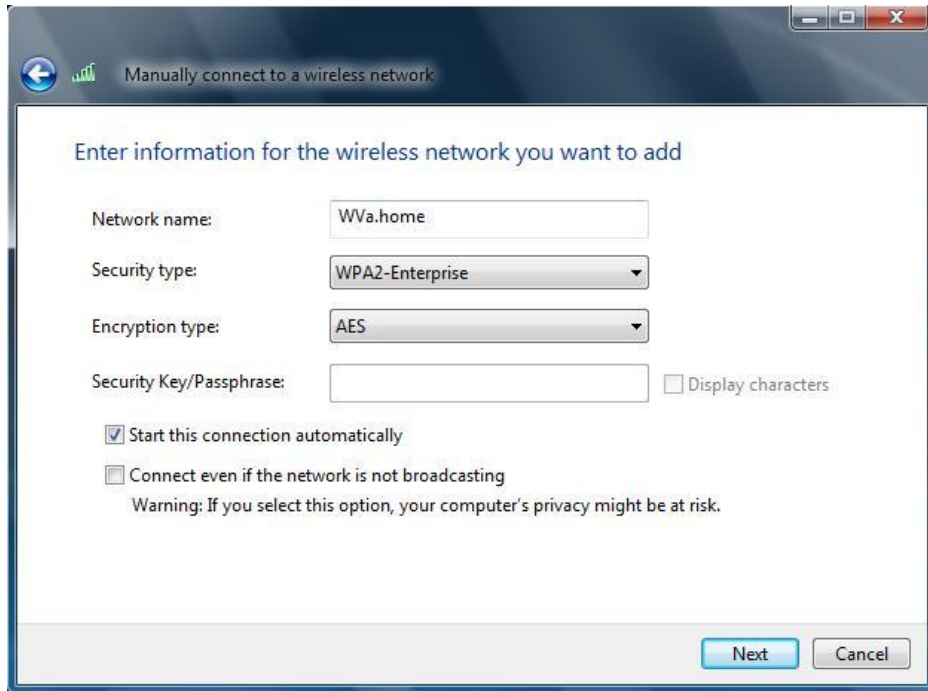 Manually connect to a wireless network
Enter information for the wireless network you want to add
Network name: WVa.home
Security type: WPA2-Enterprise
Encryption type: AES
Security Key/Passphrase: Display characters
Start this connection automatically
Connect even if the network is not broadcasting
Warning: If you select this option, your computer's privacy might be at risk.
Next Cancel